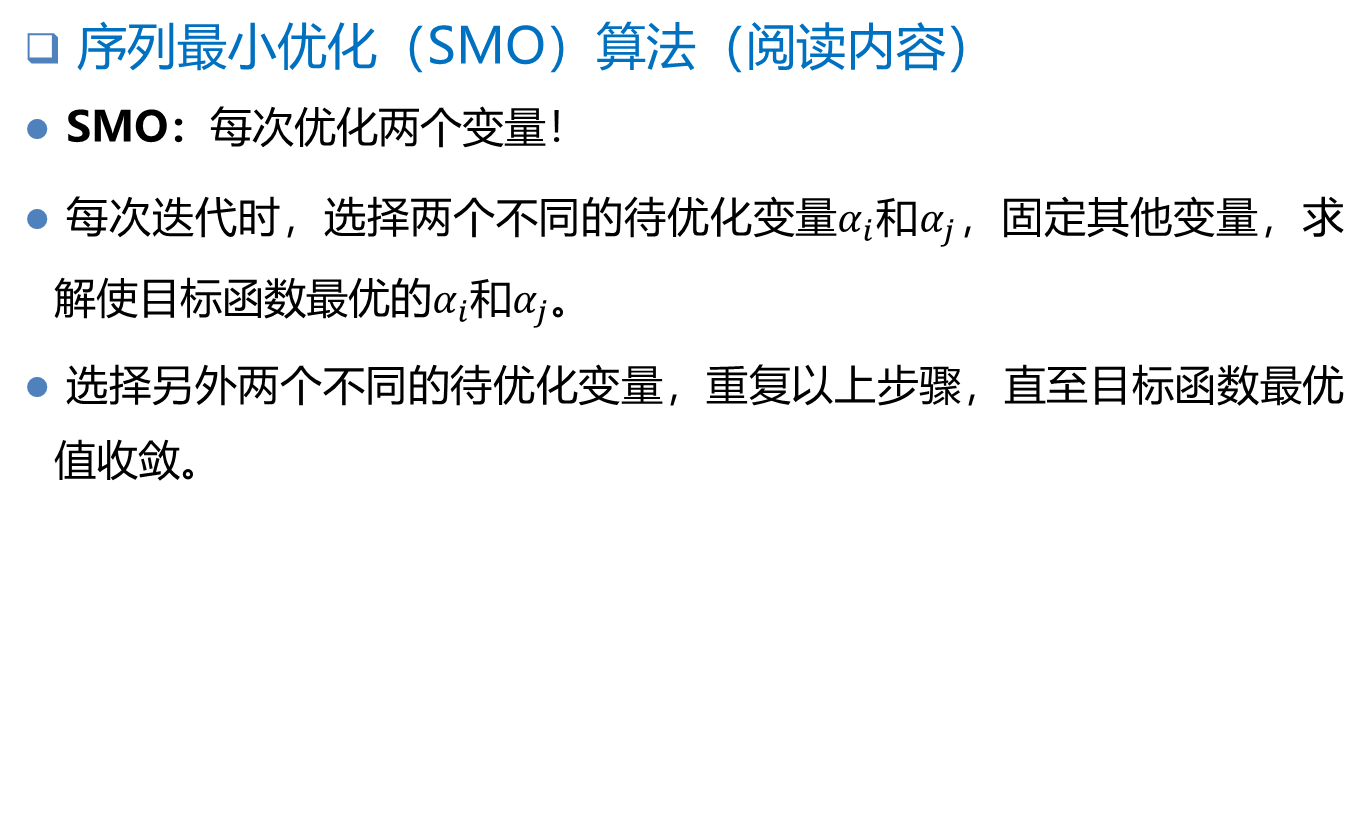 序列最小优化（SMO）算法（阅读内容）
SMO：每次优化两个变量！
每次迭代时，选择两个不同的待优化变量αi和αj，固定其他变量，求
解使目标函数最优的αi和αj。
选择另外两个不同的待优化变量，重复以上步骤，直至目标函数最优
值收敛。